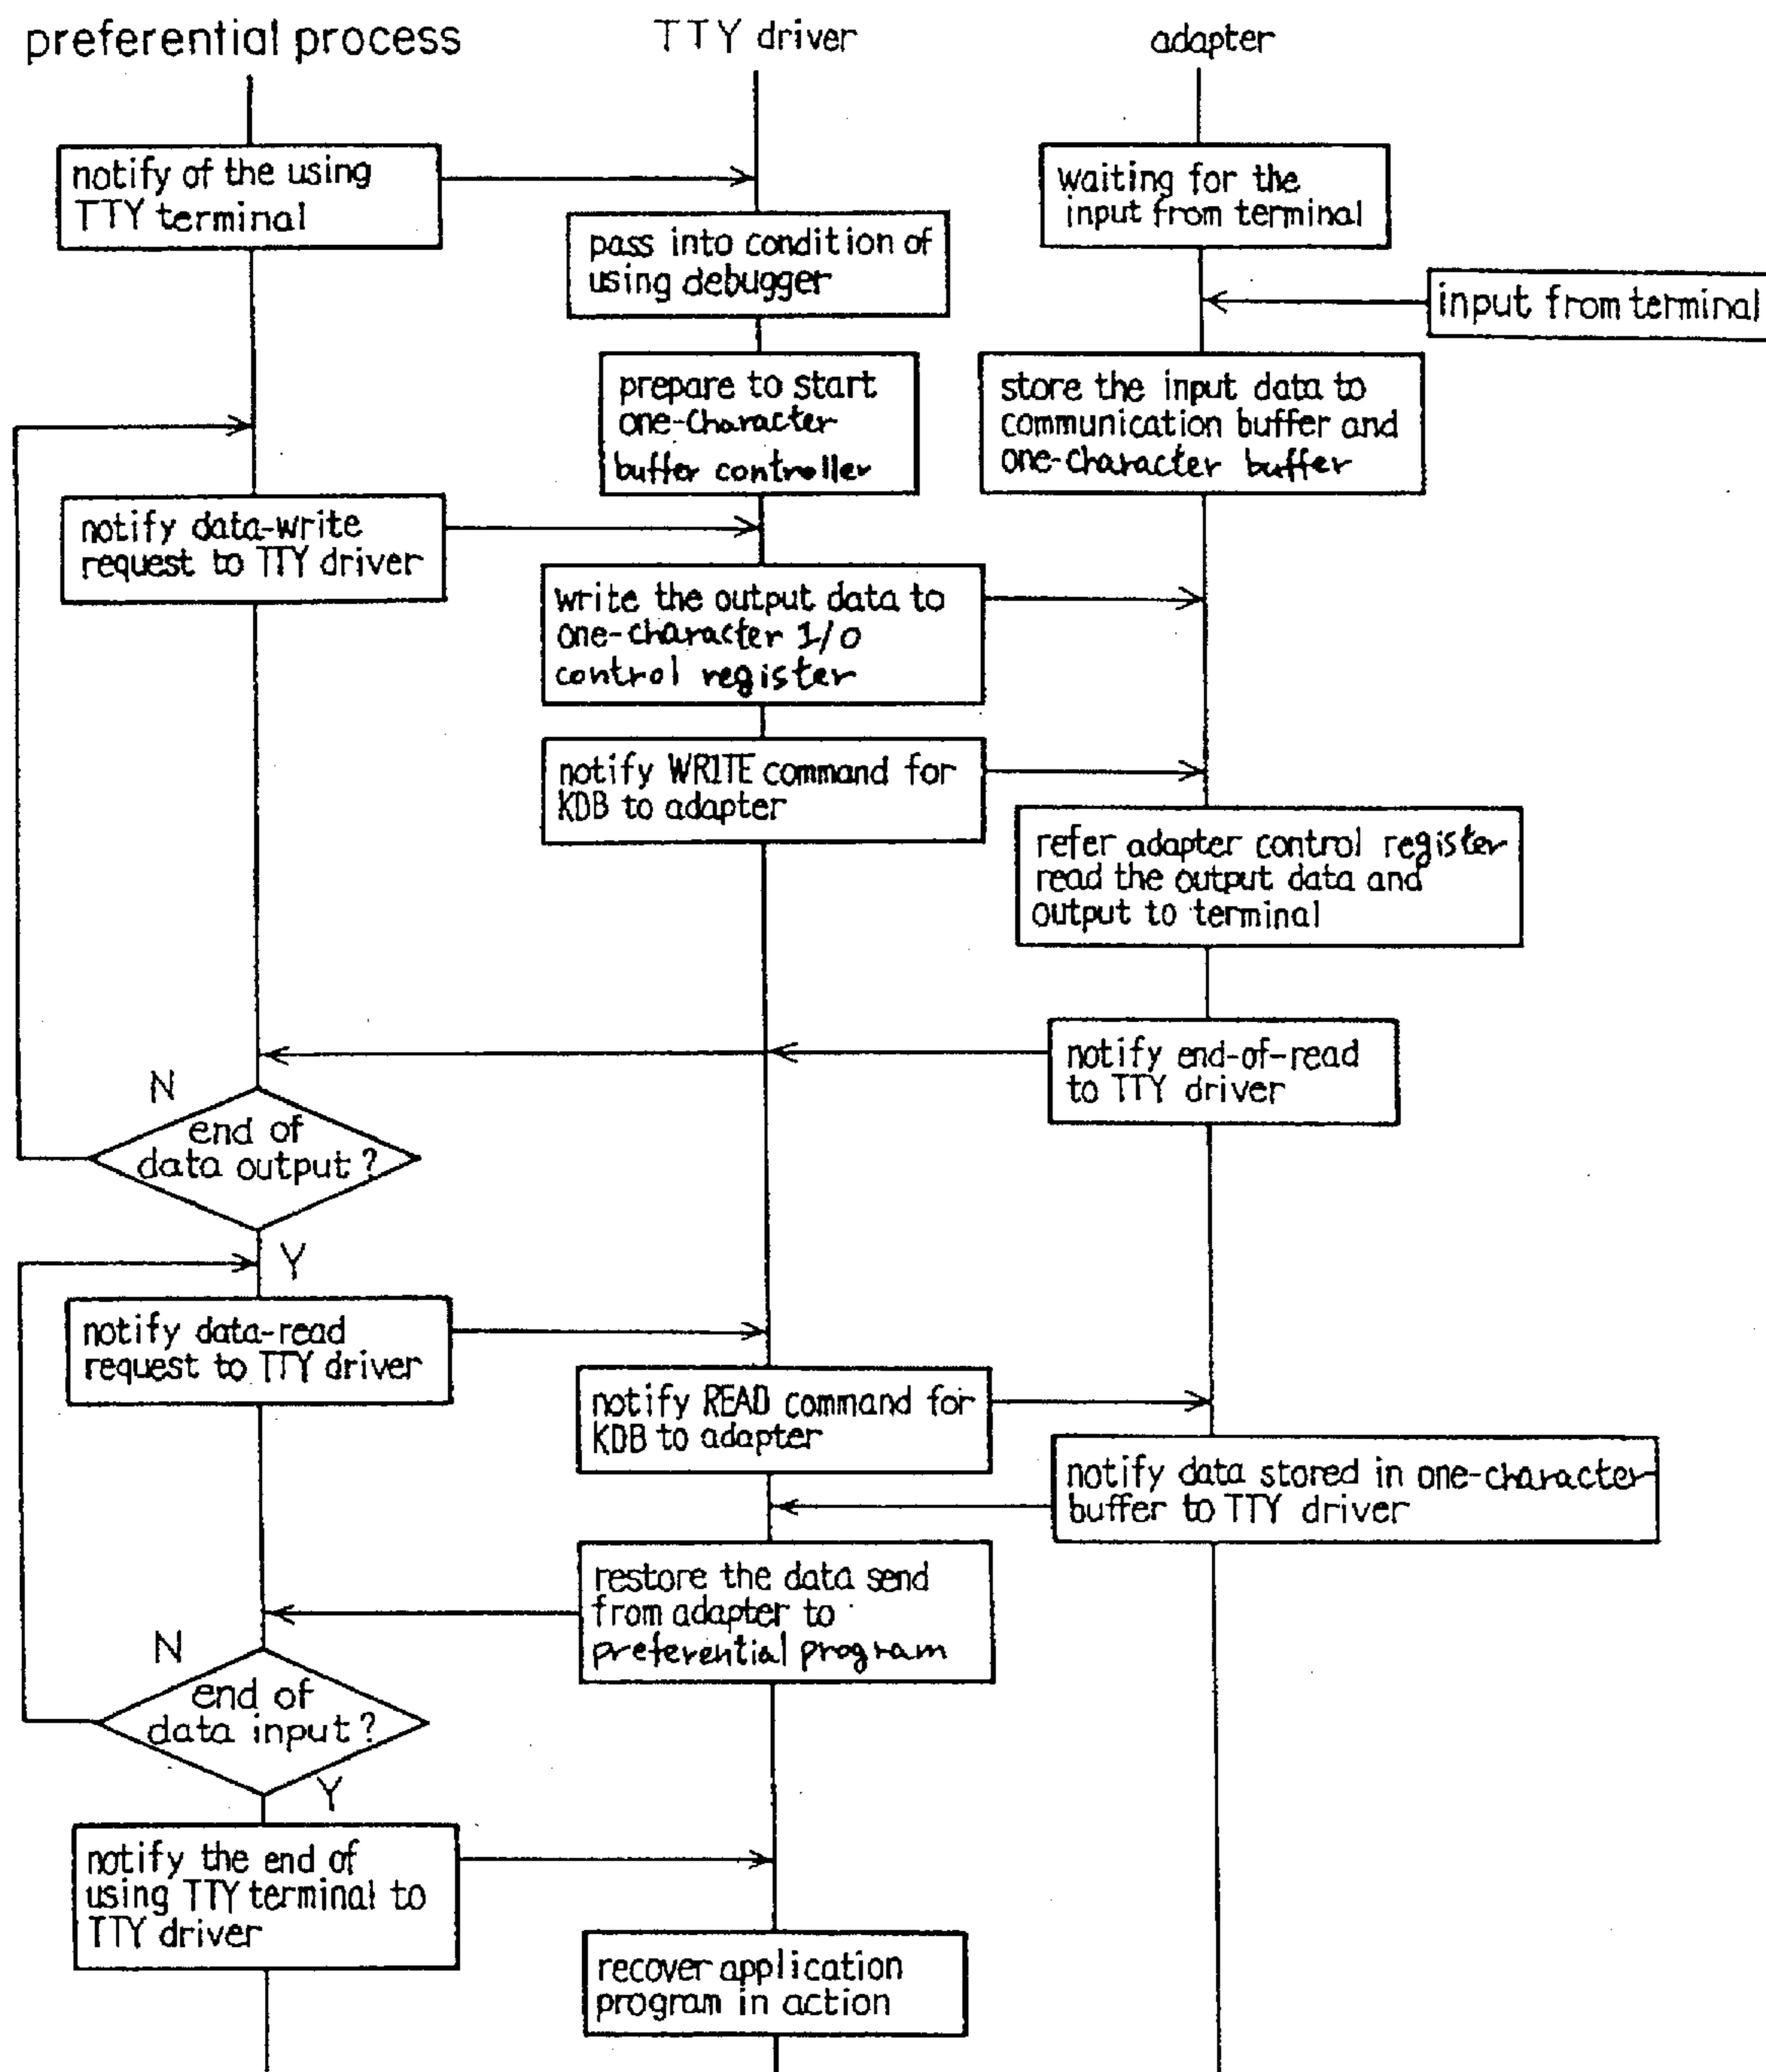 preferential process
TTY driver
adapter
notify of the using
TTY terminal
waiting for the
input from terminal
pass into condition of
using debugger
input from terminal
prepare to start
one-character
buffer controller
store the input data to
communication buffer and
one-character buffer
notify data-write
request to TTY driver
write the output data to
one-character I/O
control register
notify WRITE command for
KDB to adapter
refer adapter control register
read the output data and
output to terminal
notify end-of-read
to TTY driver
N
end of
data output?
Y
notify data-read
request to TTY driver
notify READ command for
KDB to adapter
notify data stored in one-character
buffer to TTY driver
restore the data send
from adapter to
preferential program
N
end of
data input?
Y
notify the end of
using TTY terminal to
TTY driver
recover application
program in action